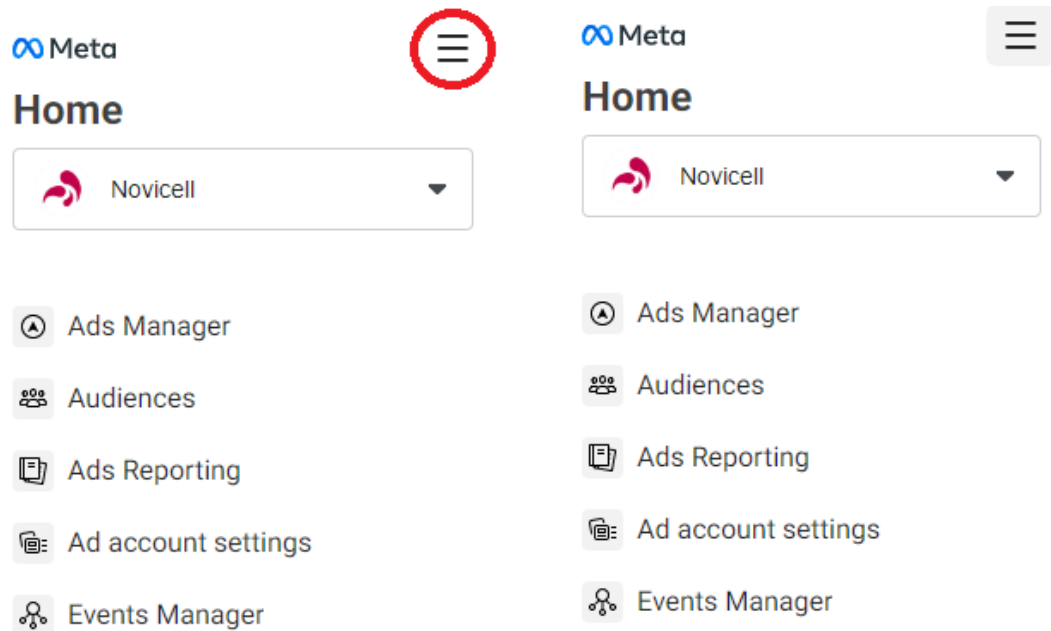 Meta
Home
Novicell
Ads Manager
Audiences
Ads Reporting
Ad account settings
Events Manager
Meta
Home
Novicell
Ads Manager
Audiences
Ads Reporting
Ad account settings
Events Manager